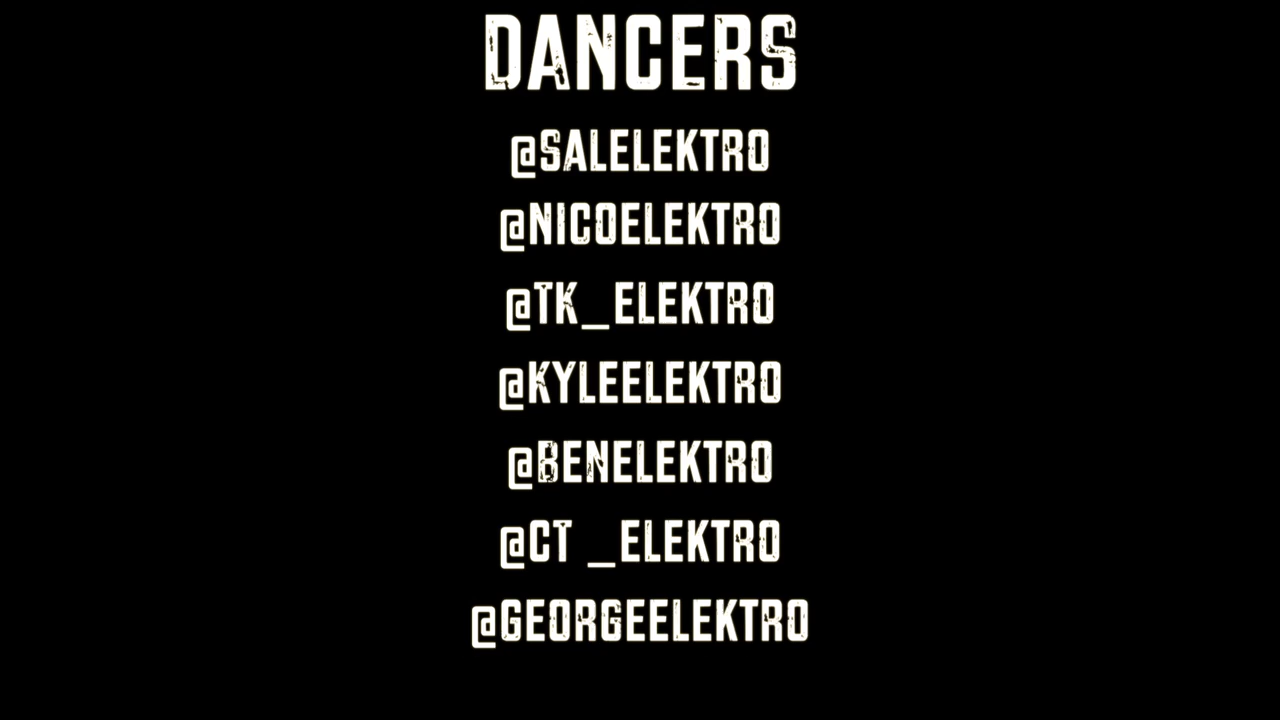 DANCERS
@SALELEKTRO
@NICOELEKTRO
@TK_ELEKTRO
@KYLEELEKTRO
@BENELEKTRO
@CT _ELEKTRO
@GEORGEELEKTRO